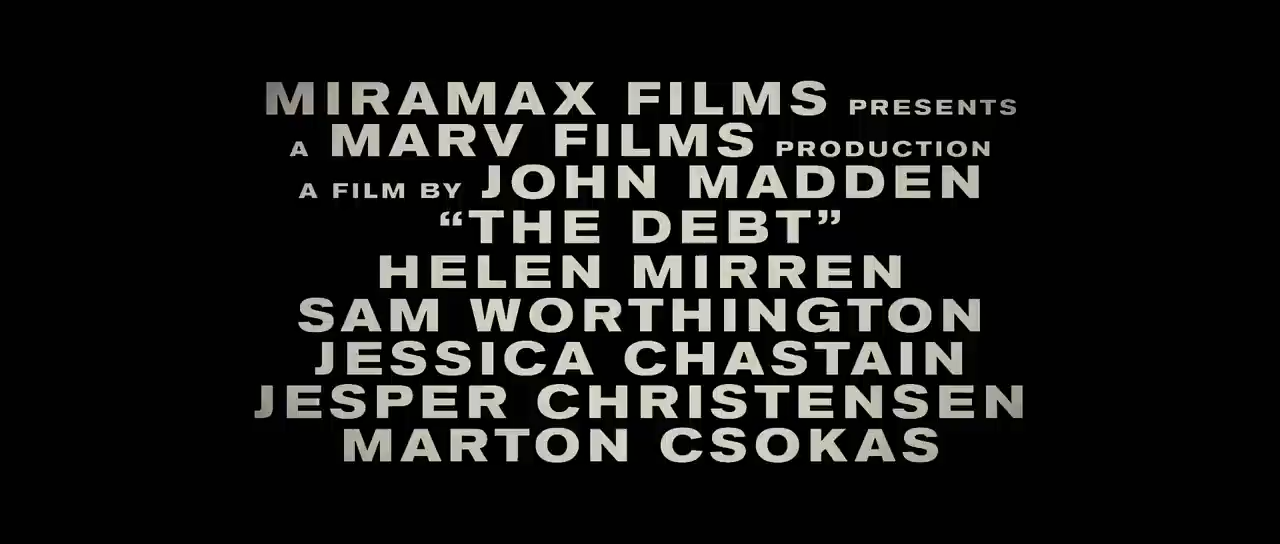 MIRAMAX FILMS PRESENTS
A MARV FILMS PRODUCTION
A FILM BY JOHN MADDEN
“THE DEBT”
HELEN MIRREN
SAM WORTHINGTON
JESSICA CHASTAIN
JESPER CHRISTENSEN
MARTON CSOKAS